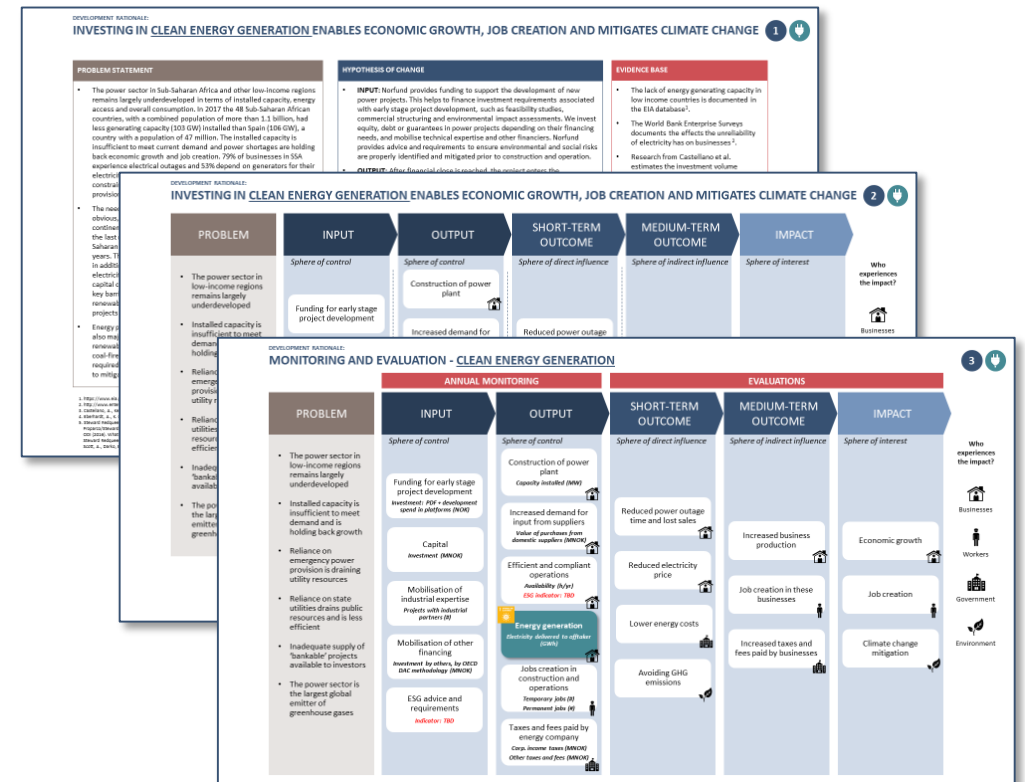 DEVELOPMENT RATIONALE:
INVESTING IN CLEAN ENERGY GENERATION ENABLES ECONOMIC GROWTH, JOB CREATION AND MITIGATES CLIMATE CHANGE
1
PROBLEM STATEMENT
• The power sector in Sub-Saharan Africa and other low-income regions
remains largely underdeveloped in terms of installed capacity, energy
access and overall consumption. In 2017 the 48 Sub-Saharan African
countries, with a combined population of more than 1.1 billion, had
less generating capacity (103 GW) installed than Spain (106 GW), a
country with a population of 47 million. The installed capacity is
insufficient to meet current demand and power shortages are holding
back economic growth and job creation. 79% of businesses in SSA
experience electrical outages and 53% depend on generators for their
HYPOTHESIS OF CHANGE
• INPUT: Norfund provides funding to support the development of new
power projects. This helps to finance investment requirements associated
with early stage project development, such as feasibility studies,
commercial structuring and environmental impact assessments. We invest
equity, debt or guarantees in power projects depending on their financing
needs, and mobilise technical expertise and other financiers. Norfund
provides advice and requirements to ensure environmental and social risks
are properly identified and mitigated prior to construction and operation.
• OUTPUT: After financial close is reached, the project enters the
EVIDENCE BASE
• The lack of energy generating capacity in
low income countries is documented in
the EIA database¹.
• The World Bank Enterprise Surveys
documents the effects the unreliability
of electricity has on businesses².
• Research from Castellano et al.
estimates the investment volume
DEVELOPMENT RATIONALE:
INVESTING IN CLEAN ENERGY GENERATION ENABLES ECONOMIC GROWTH, JOB CREATION AND MITIGATES CLIMATE CHANGE
2
PROBLEM
INPUT
OUTPUT
SHORT-TERM
OUTCOME
MEDIUM-TERM
OUTCOME
IMPACT
Sphere of control
Sphere of control
Sphere of direct influence
Sphere of indirect influence
Sphere of interest
Who
experiences
the impact?
Businesses
• The power sector in
low-income regions
remains largely
underdeveloped
• Installed capacity is
insufficient to meet
Funding for early stage
project development
Construction of power
plant
Increased demand for
Reduced power outage
DEVELOPMENT RATIONALE:
MONITORING AND EVALUATION - CLEAN ENERGY GENERATION
3
ANNUAL MONITORING
EVALUATIONS
PROBLEM
INPUT
OUTPUT
SHORT-TERM
OUTCOME
MEDIUM-TERM
OUTCOME
IMPACT
Sphere of control
Sphere of control
Sphere of direct influence
Sphere of indirect influence
Sphere of interest
• The power sector in
low-income regions
remains largely
underdeveloped
• Installed capacity is
insufficient to meet
demand and is
holding back growth
• Reliance on
emergency power
provision is draining
utility resources
• Reliance on state
utilities drains public
resources and is less
efficient
• Inadequate supply of
'bankable' projects
available to investors
• The power sector is
the largest global
emitter of
greenhouse gases
Funding for early stage
project development
Investment: PDF + development
spend in platforms (NOK)
Capital
Investment (MNOK)
Mobilisation of
industrial expertise
Projects with industrial
partners (#)
Mobilisation of other
financing
Investment by others, by OECD
DAC methodology (MNOK)
ESG advice and
requirements
Indicator: TBD
Construction of power
plant
Capacity installed (MW)
Increased demand for
input from suppliers
Value of purchases from
domestic suppliers (MNOK)
Efficient and compliant
operations
Availability (h/yr)
ESG indicator: TBD
Energy generation
Electricity delivered to offtaker
(GWh)
Jobs creation in
construction and
operations
Temporary jobs (#)
Permanent jobs (#)
Taxes and fees paid by
energy company
Corp. income taxes (MNOK)
Other taxes and fees (MNOK)
Reduced power outage
time and lost sales
Reduced electricity
price
Lower energy costs
Avoiding GHG
emissions
Increased business
production
Job creation in these
businesses
Increased taxes and
fees paid by businesses
Economic growth
Job creation
Climate change
mitigation
Who
experiences
the impact?
Businesses
Workers
Government
Environment